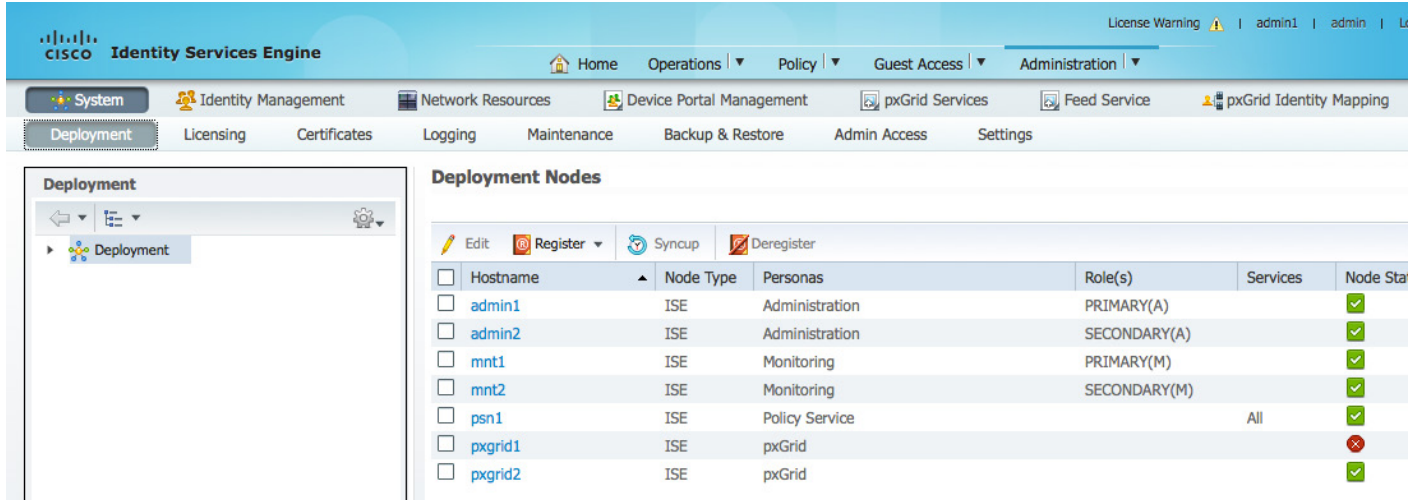 License Warning | admin1 | admin |
CISCO Identity Services Engine
Home Operations Policy Guest Access Administration
System Identity Management Network Resources Device Portal Management pxGrid Services Feed Service pxGrid Identity Mapping
Deployment Licensing Certificates Logging Maintenance Backup & Restore Admin Access Settings
Deployment
Deployment
Deployment Nodes
Edit Register Syncup Deregister
Hostname Node Type Personas Role(s) Services Node Stat
admin1 ISE Administration PRIMARY(A)
admin2 ISE Administration SECONDARY(A)
mnt1 ISE Monitoring PRIMARY(M)
mnt2 ISE Monitoring SECONDARY(M)
psn1 ISE Policy Service All
pxgrid1 ISE pxGrid
pxgrid2 ISE pxGrid